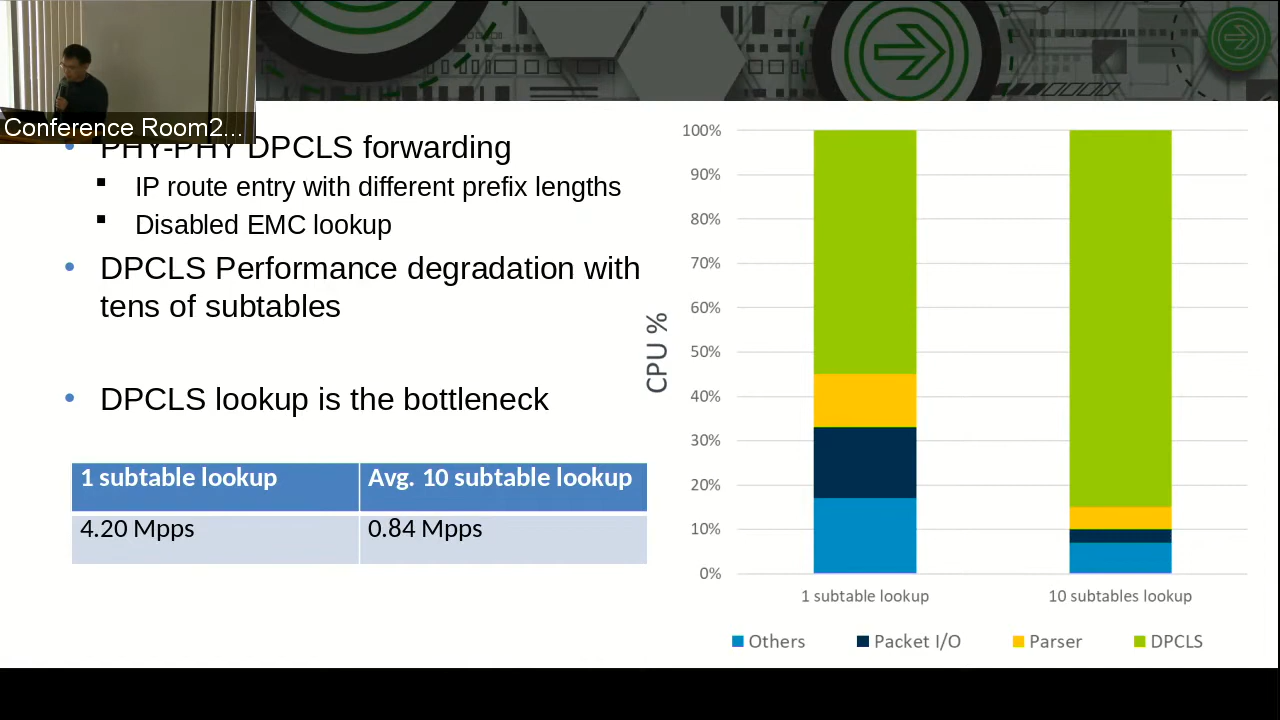 Conference Room2...
PHY-PHY DPCLS forwarding
IP route entry with different prefix lengths
Disabled EMC lookup
DPCLS Performance degradation with
tens of subtables
DPCLS lookup is the bottleneck
1 subtable lookup Avg. 10 subtable lookup
4.20 Mpps 0.84 Mpps
CPU %
100%
90%
80%
70%
60%
50%
40%
30%
20%
10%
0%
1 subtable lookup 10 subtables lookup
Others Packet I/O Parser DPCLS